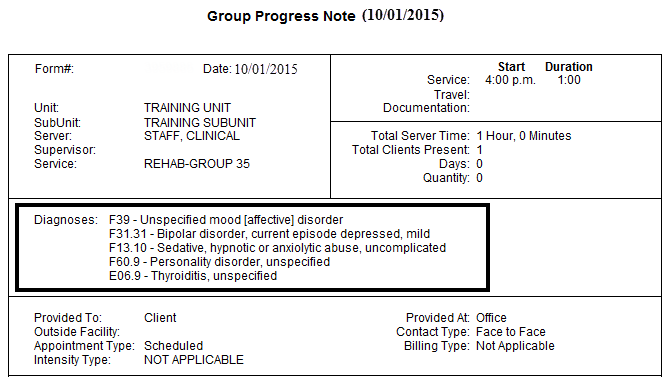 Group Progress Note (10/01/2015)
Form#: Date: 10/01/2015
Start Duration
Service: 4:00 p.m. 1:00
Travel:
Documentation:
Unit: TRAINING UNIT
SubUnit: TRAINING SUBUNIT
Server: STAFF, CLINICAL
Supervisor:
Service: REHAB-GROUP 35
Total Server Time: 1 Hour, 0 Minutes
Total Clients Present: 1
Days: 0
Quantity: 0
Diagnoses: F39 - Unspecified mood [affective] disorder
F31.31 - Bipolar disorder, current episode depressed, mild
F13.10 - Sedative, hypnotic or anxiolytic abuse, uncomplicated
F60.9 - Personality disorder, unspecified
E06.9 - Thyroiditis, unspecified
Provided To: Client
Outside Facility:
Appointment Type: Scheduled
Intensity Type: NOT APPLICABLE
Provided At: Office
Contact Type: Face to Face
Billing Type: Not Applicable